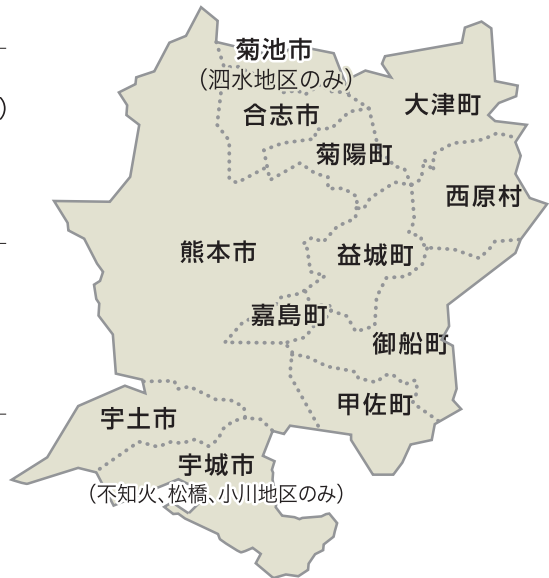 )
菊池市
（泗水地区のみ）
合志市
大津町
菊陽町
西原村
熊本市
益城町
嘉島町
御船町
甲佐町
宇土市
宇城市
（不知火、松橋、小川地区のみ）